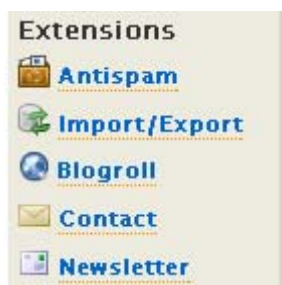 Extensions
Antispam
Import/Export
Blogroll
Contact
Newsletter